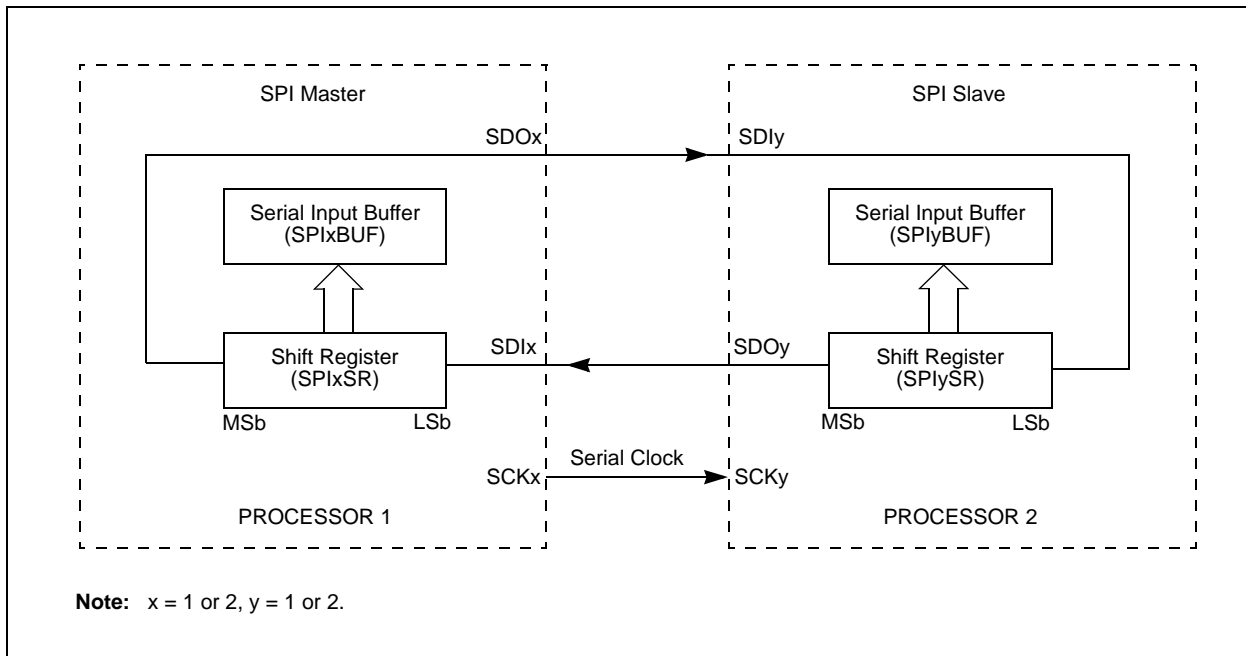 SPI Master
SPI Slave
SDOx
SDIy
Serial Input Buffer
(SPIxBUF)
Serial Input Buffer
(SPIyBUF)
Shift Register
(SPIxSR)
SDIx
SDOy
Shift Register
(SPIySR)
MSb
LSb
MSb
LSb
Serial Clock
SCKx
SCKy
PROCESSOR 1
PROCESSOR 2
Note: x = 1 or 2, y = 1 or 2.